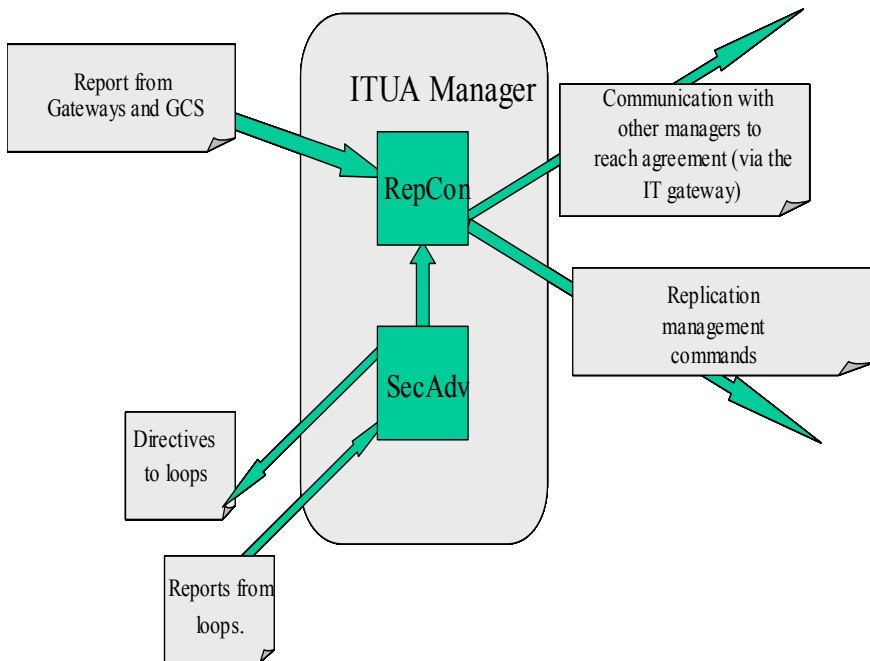 Report from
Gateways and GCS
ITUA Manager
Communication with
other managers to
reach agreement (via the
IT gateway)
RepCon
Replication
management
commands
SecAdv
Directives
to loops
Reports from
loops.